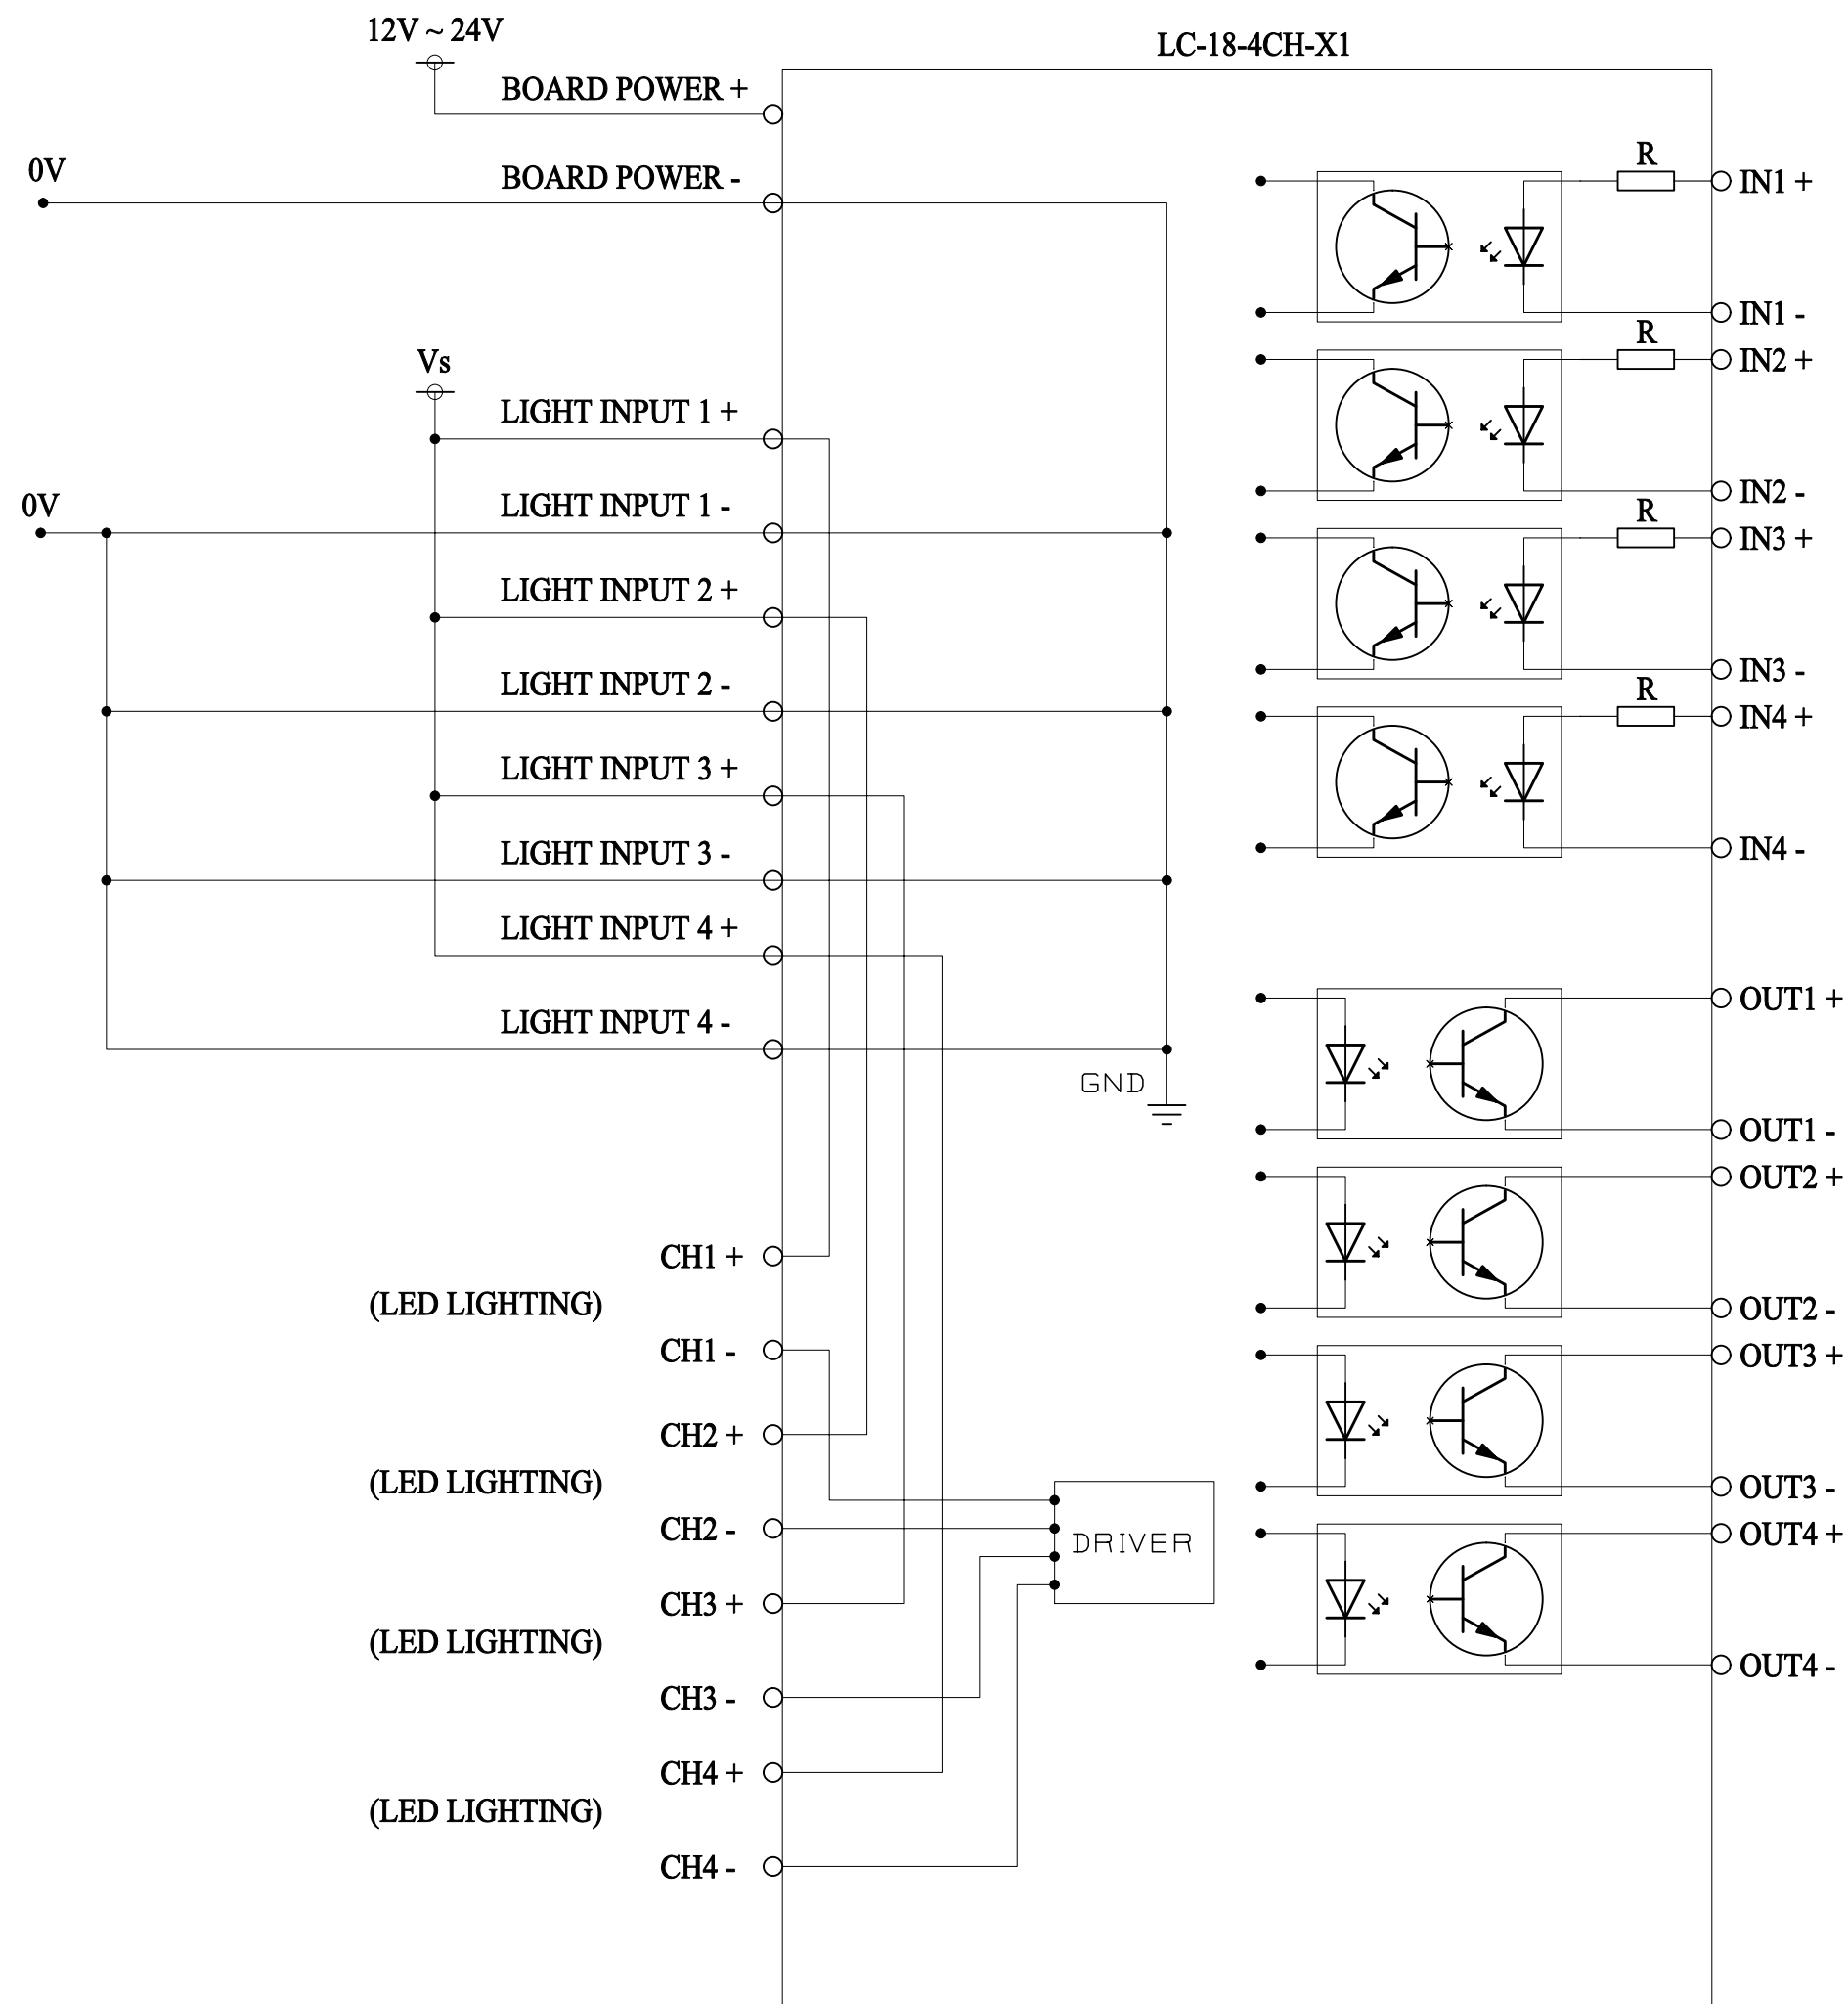 12V ~ 24V
LC-18-4CH-X1
BOARD POWER +
0V
BOARD POWER -
Vs
LIGHT INPUT 1 +
0V
LIGHT INPUT 1 -
LIGHT INPUT 2 +
LIGHT INPUT 2 -
LIGHT INPUT 3 +
LIGHT INPUT 3 -
LIGHT INPUT 4 +
LIGHT INPUT 4 -
GND
CH1 +
(LED LIGHTING)
CH1 -
CH2 +
(LED LIGHTING)
CH2 -
CH3 +
(LED LIGHTING)
CH3 -
CH4 +
(LED LIGHTING)
CH4 -
DRIVER
R
IN1 +
IN1 -
R
IN2 +
IN2 -
R
IN3 +
IN3 -
R
IN4 +
IN4 -
OUT1 +
OUT1 -
OUT2 +
OUT2 -
OUT3 +
OUT3 -
OUT4 +
OUT4 -